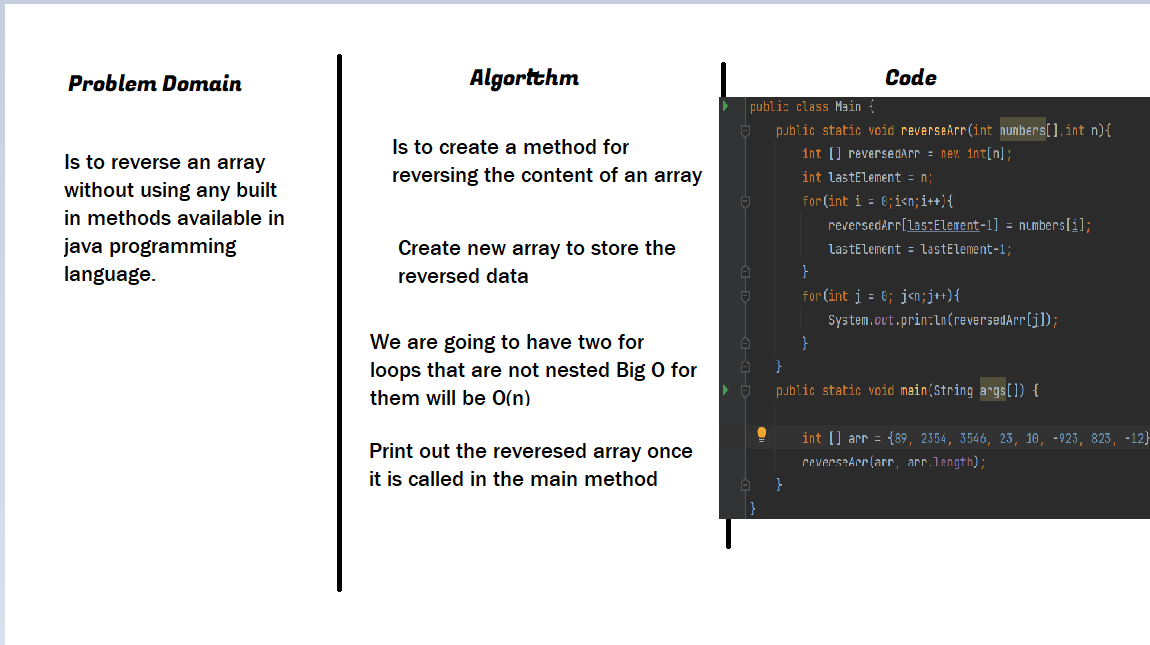 Problem Domain
Is to reverse an array
without using any built
in methods available in
java programming
language.
Algorithm
Is to create a method for
reversing the content of an array
Create new array to store the
reversed data
We are going to have two for
loops that are not nested Big O for
them will be O(n)
Print out the reveresed array once
it is called in the main method
Code
public class Main {
public static void reverseArr(int numbers[],int n){
int [] reversedArr = new int[n];
int lastElement = n;
for(int i = 0;i<n;i++){
reversedArr[lastElement-1] = numbers[i];
lastElement = lastElement-1;
}
for(int j = 0; j<n;j++){
System.out.println(reversedArr[j]);
}
}
public static void main(String args[]) {
int [] arr = {89, 2354, 3546, 23, 10, -923, 823, -12}
reverseArr(arr, arr.length);
}
}